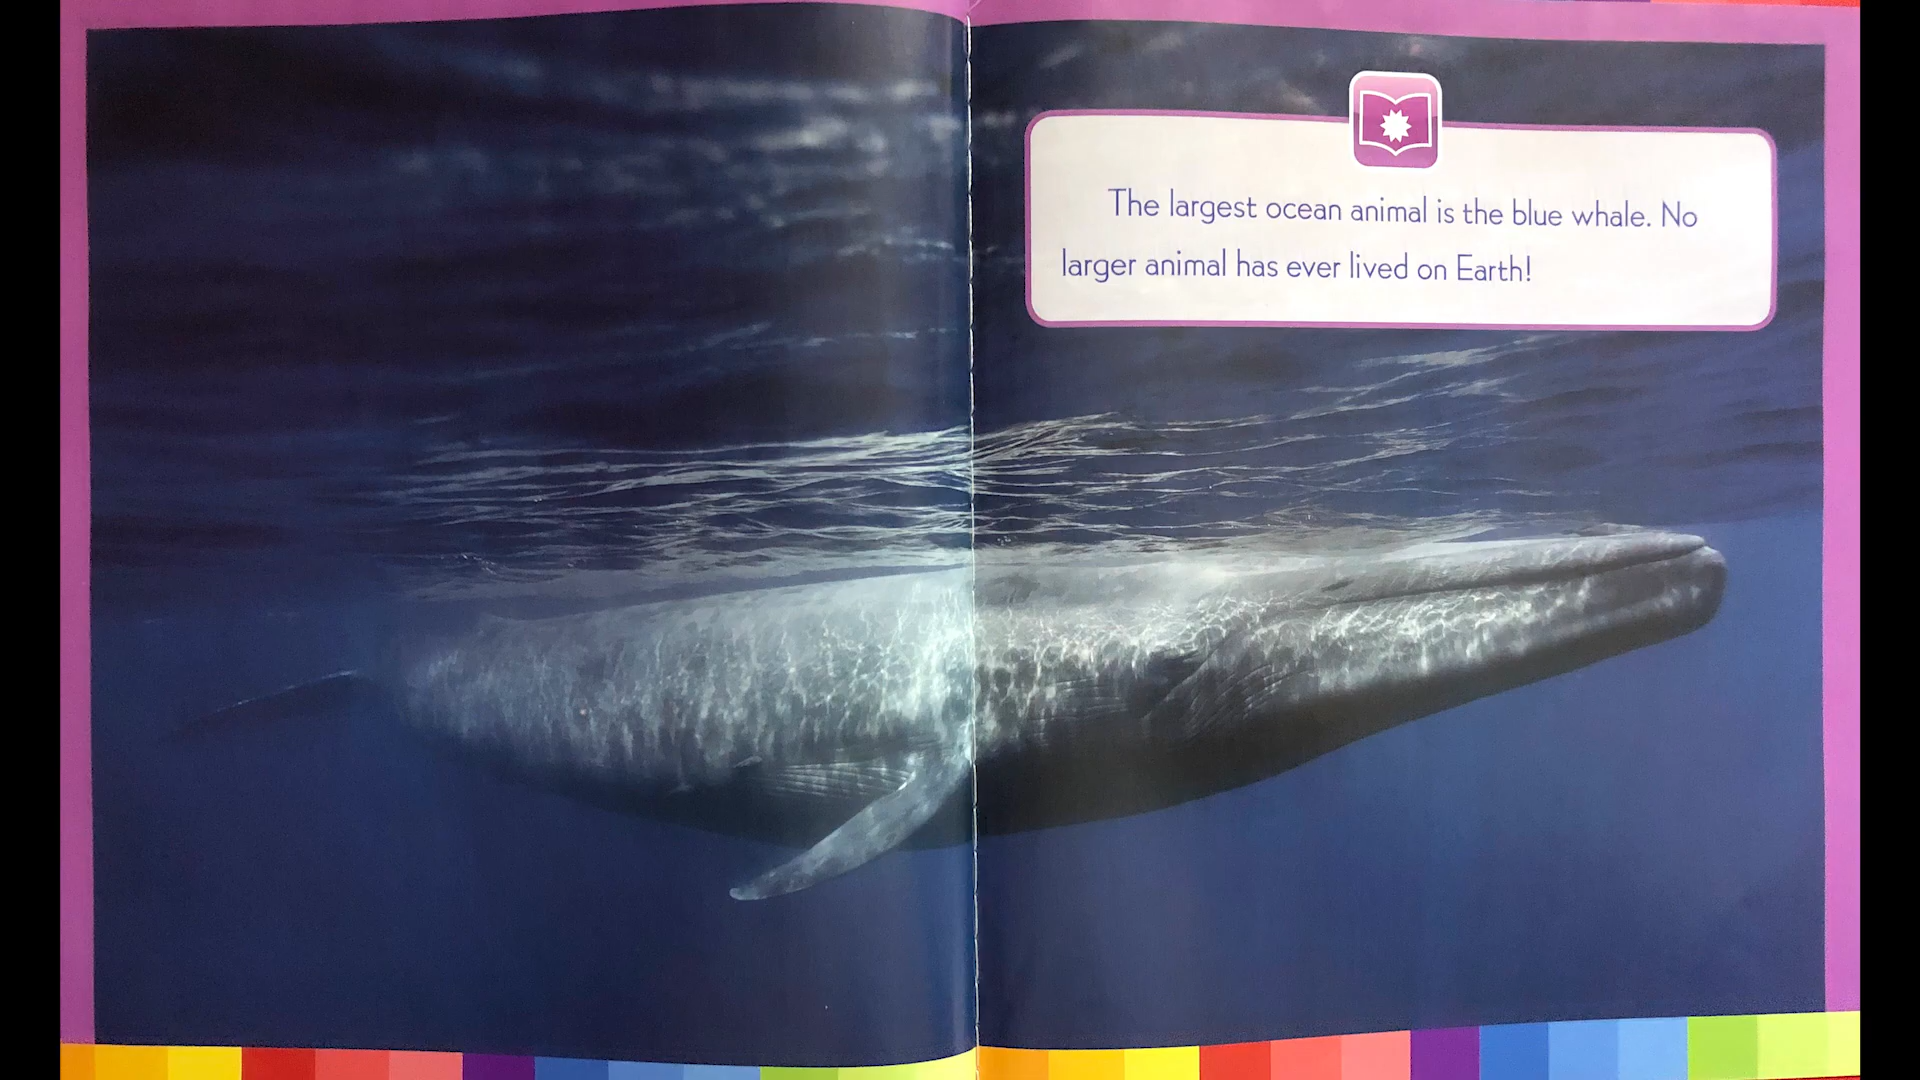 The largest ocean animal is the blue whale. No
larger animal has ever lived on Earth!